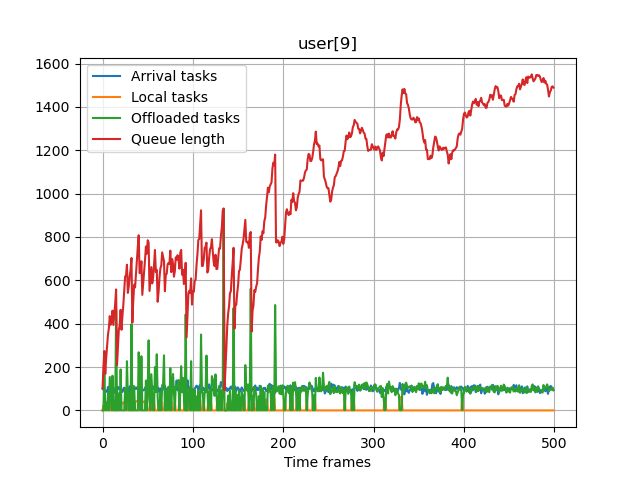 user[9]
Arrival tasks
Local tasks
Offloaded tasks
Queue length
1600
1400
1200
1000
800
600
400
200
0
0 100 200 300 400 500
Time frames